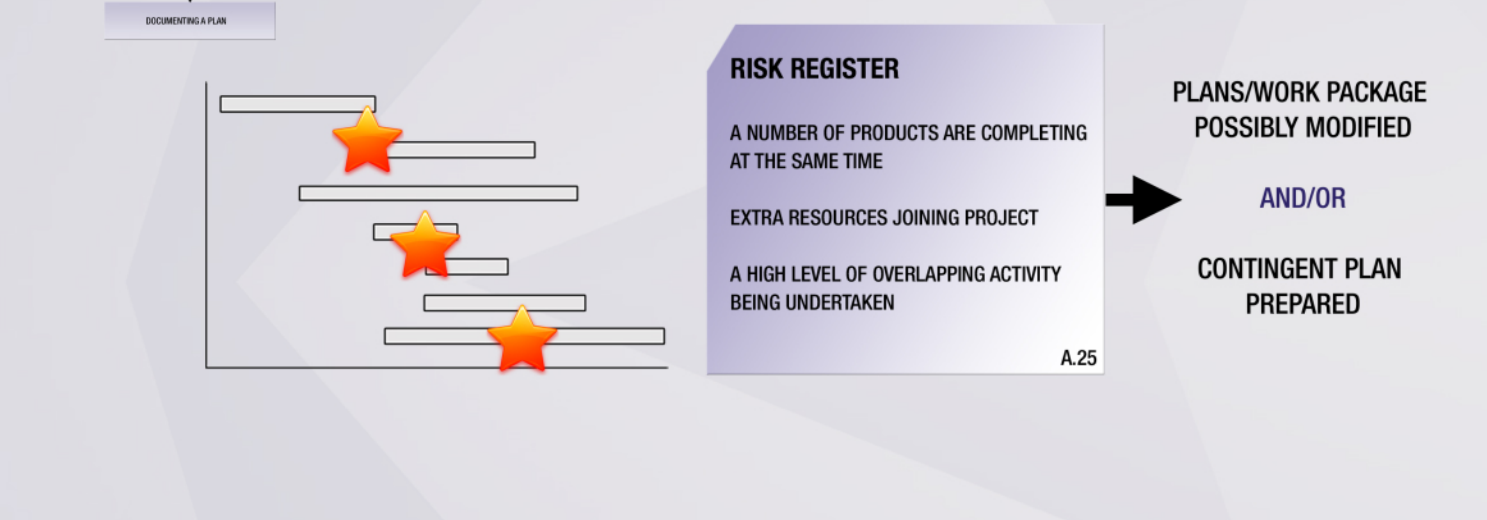 DOCUMENTING A PLAN
RISK REGISTER
A NUMBER OF PRODUCTS ARE COMPLETING
AT THE SAME TIME
EXTRA RESOURCES JOINING PROJECT
A HIGH LEVEL OF OVERLAPPING ACTIVITY
BEING UNDERTAKEN
A.25
PLANS/WORK PACKAGE
POSSIBLY MODIFIED
AND/OR
CONTINGENT PLAN
PREPARED